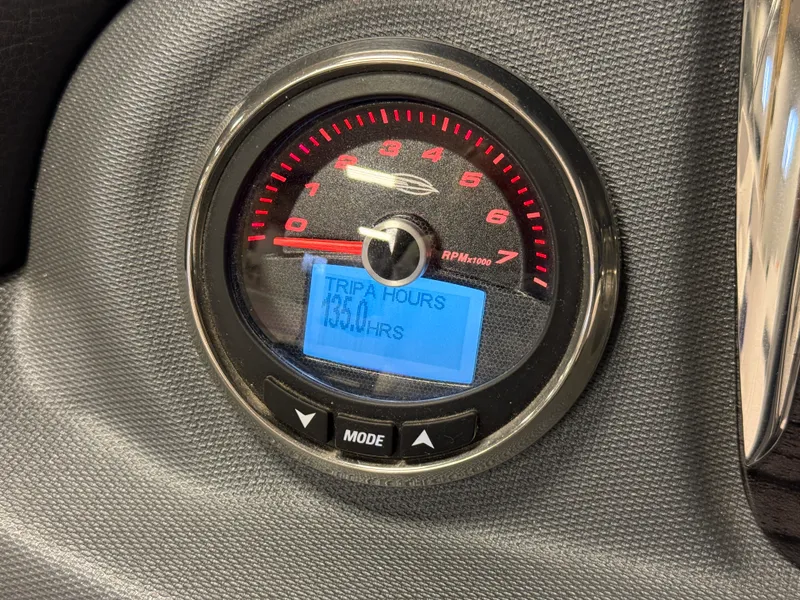 0 1 2 3 4 5 6 7
RPMx1000
TRIPA HOURS
135.0HRS
MODE